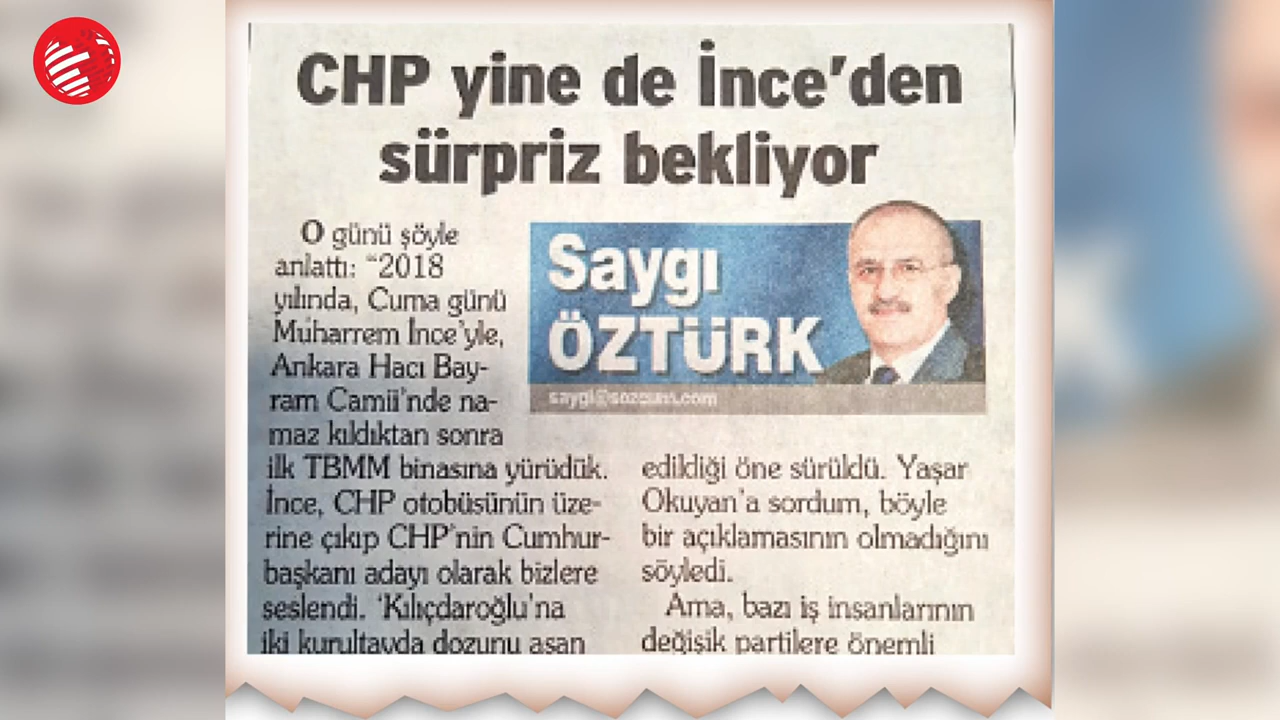 CHP yine de İnce'den
sürpriz bekliyor
Saygı
ÖZTÜRK
saygi@sozcum.com
O günü şöyle
anlattı: “2018
yılında, Cuma günü
Muharrem İnce'yle,
Ankara Hacı Bay-
ram Camii'nde na-
maz kıldıktan sonra
ilk TBMM binasına yürüdük.
İnce, CHP otobüsünün üze-
rine çıkıp CHP'nin Cumhur-
başkanı adayı olarak bizlere
seslendi. ‘Kılıçdaroğlu'na
iki kurultayda dozunu aşan
edildiği öne sürüldü. Yaşar
Okuyan'a sordum, böyle
bir açıklamasının olmadığını
söyledi.
Ama, bazı iş insanlarının
değişik partilere önemli